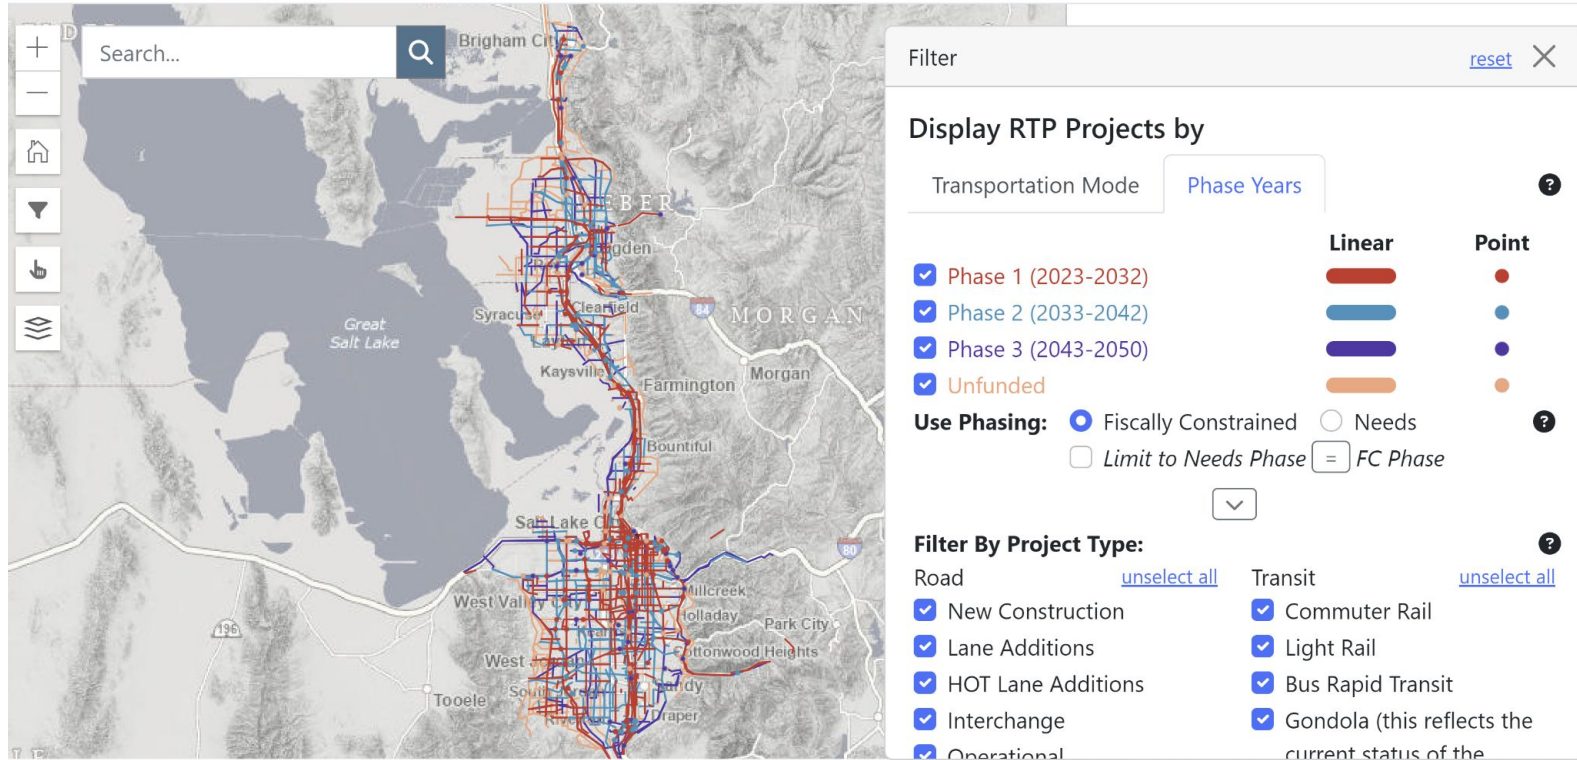 Search...
Brigham City
EBER
gden
84
MORGAN
Syracuse
Clearfield
Layton
Great
Salt Lake
Kaysville
Farmington
Morgan
Bountiful
Salt Lake City
80
West Valley City
Millcreek
Holladay
Park City
196
West Jordan
Cottonwood Heights
Tooele
Sandy
Draper
Filter
reset
Display RTP Projects by
Transportation Mode
Phase Years
?
Linear
Point
Phase 1 (2023-2032)
Phase 2 (2033-2042)
Phase 3 (2043-2050)
Unfunded
Use Phasing:
Fiscally Constrained
Needs
?
Limit to Needs Phase = FC Phase
Filter By Project Type:
?
Road
unselect all
Transit
unselect all
New Construction
Commuter Rail
Lane Additions
Light Rail
HOT Lane Additions
Bus Rapid Transit
Interchange
Gondola (this reflects the
Operational
current status of the